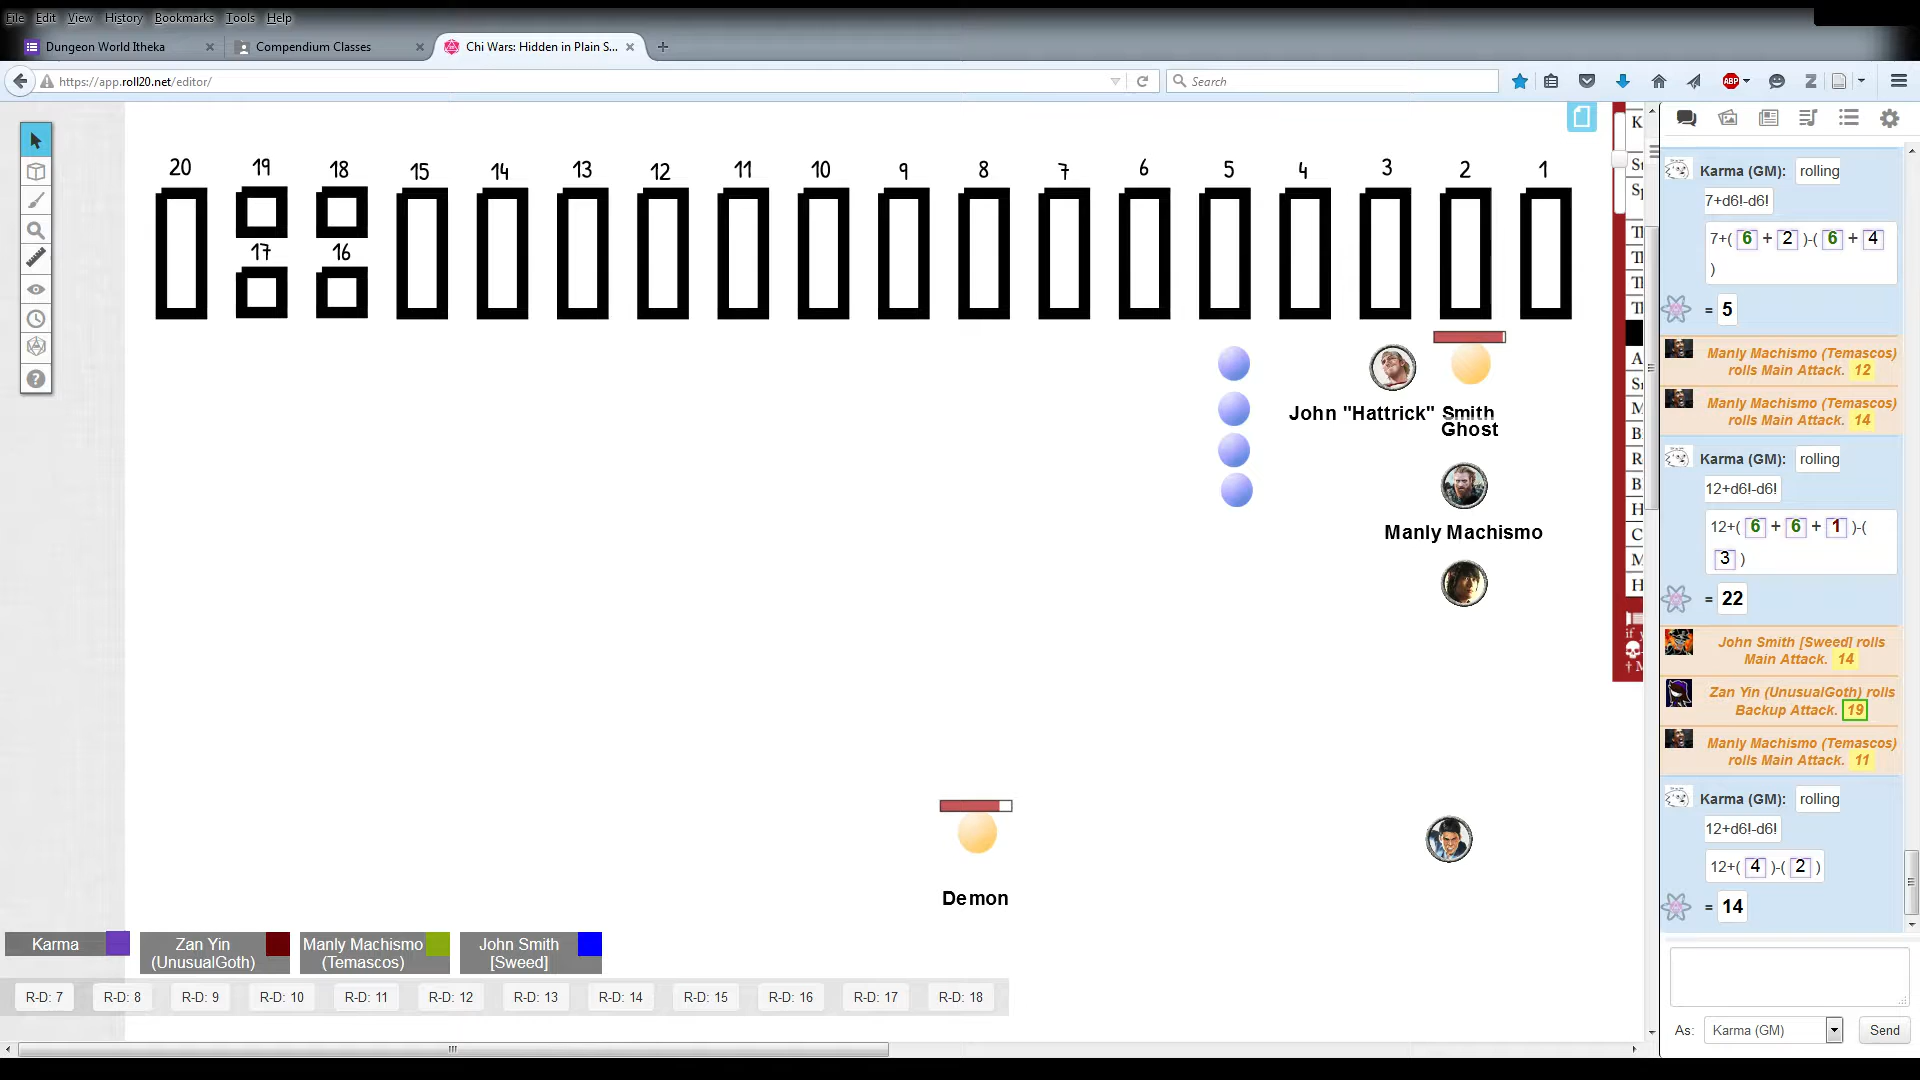 File Edit View History Bookmarks Tools Help
Dungeon World Itheka
Compendium Classes
Chi Wars: Hidden in Plain S...
https://app.roll20.net/editor/
Search
ABP
20 19 18 15 14 13 12 11 10 9 8 7 6 5 4 3 2 1
17 16
John "Hattrick" Smith
Ghost
Manly Machismo
Demon
Karma
Zan Yin
(UnusualGoth)
Manly Machismo
(Temascos)
John Smith
[Sweed]
R-D: 7 R-D: 8 R-D: 9 R-D: 10 R-D: 11 R-D: 12 R-D: 13 R-D: 14 R-D: 15 R-D: 16 R-D: 17 R-D: 18
Karma (GM): rolling
7+d6!-d6!
7+( 6 + 2 )-( 6 + 4
)
= 5
Manly Machismo (Temascos)
rolls Main Attack. 12
Manly Machismo (Temascos)
rolls Main Attack. 14
Karma (GM): rolling
12+d6!-d6!
12+( 6 + 6 + 1 )-(
3 )
= 22
John Smith [Sweed] rolls
Main Attack. 14
Zan Yin (UnusualGoth) rolls
Backup Attack. 19
Manly Machismo (Temascos)
rolls Main Attack. 11
Karma (GM): rolling
12+d6!-d6!
12+( 4 )-( 2 )
= 14
As: Karma (GM) Send